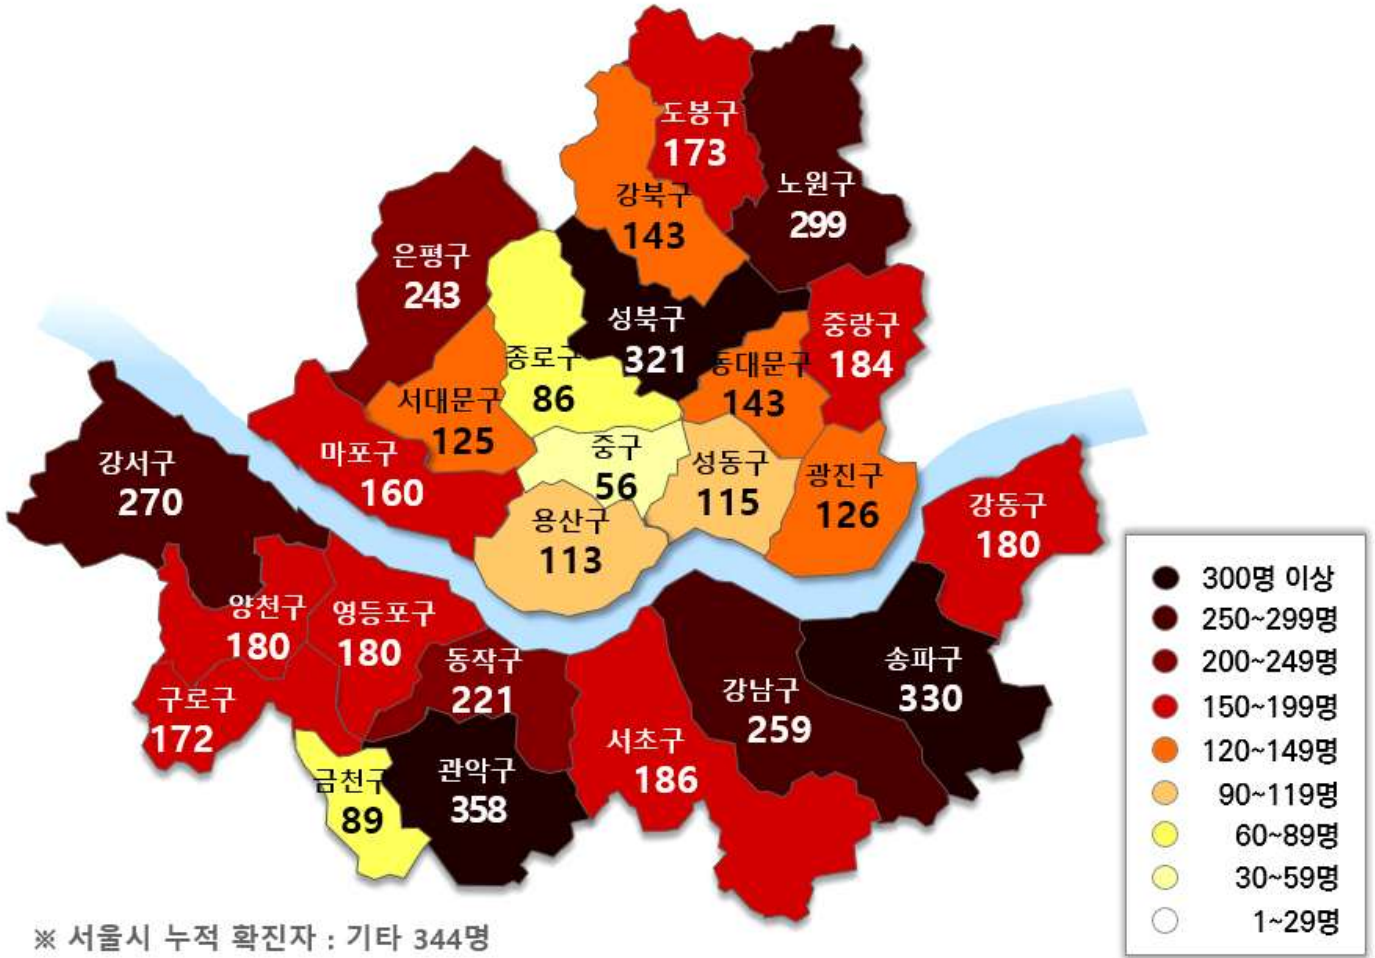 도봉구
173
노원구
299
강북구
143
은평구
243
성북구
321
중랑구
184
종로구
86
동대문구
143
서대문구
125
마포구
160
중구
56
성동구
115
광진구
126
강서구
270
용산구
113
강동구
180
양천구
180
영등포구
180
동작구
221
송파구
330
강남구
259
구로구
172
서초구
186
관악구
358
금천구
89
300명 이상
250~299명
200~249명
150~199명
120~149명
90~119명
60~89명
30~59명
1~29명
※ 서울시 누적 확진자 : 기타 344명